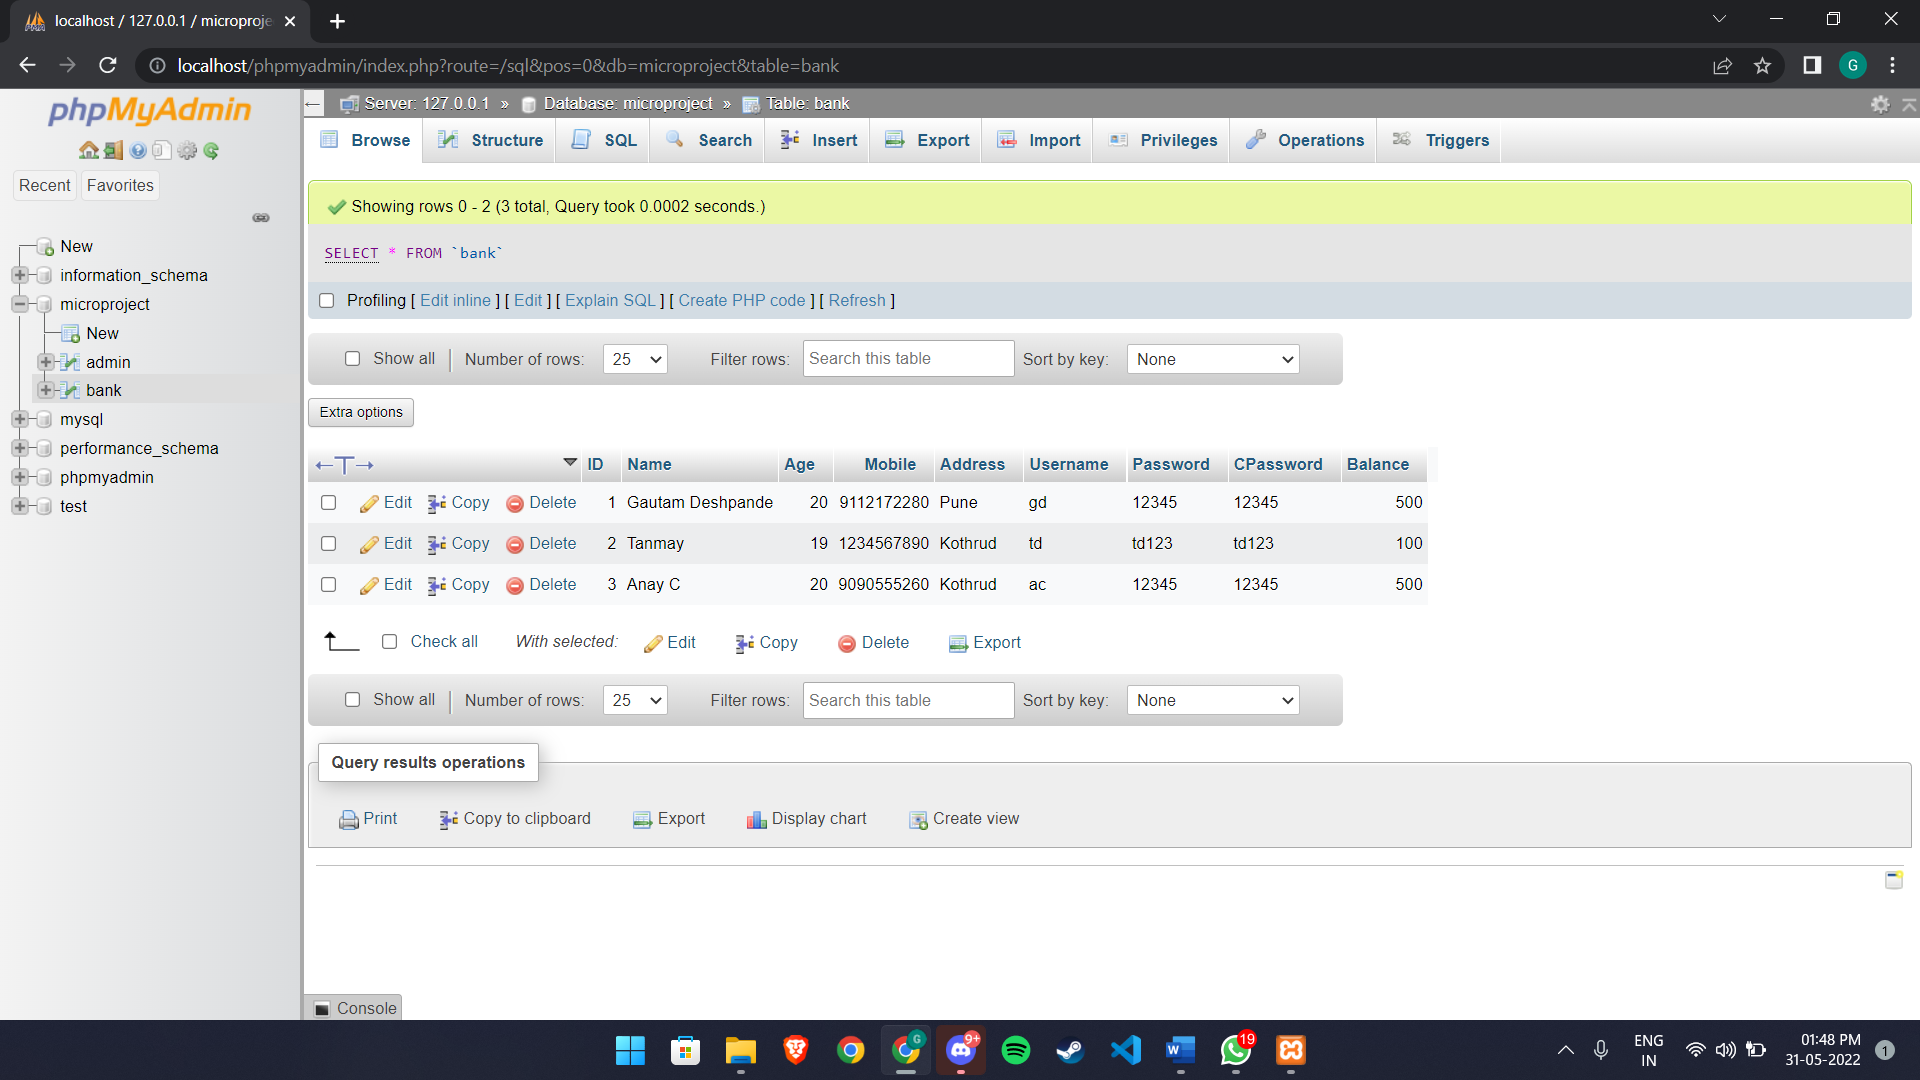 localhost / 127.0.0.1 / microproje
localhost/phpmyadmin/index.php?route=/sql&pos=0&db=microproject&table=bank
G
phpMyAdmin
Recent Favorites
New
information_schema
microproject
New
admin
bank
mysql
performance_schema
phpmyadmin
test
Server: 127.0.0.1 » Database: microproject » Table: bank
Browse Structure SQL Search Insert Export Import Privileges Operations Triggers
Showing rows 0 - 2 (3 total, Query took 0.0002 seconds.)
SELECT * FROM `bank`
Profiling [ Edit inline ] [ Edit ] [ Explain SQL ] [ Create PHP code ] [ Refresh ]
Show all Number of rows: 25 Filter rows: Search this table Sort by key: None
Extra options
←T→ ID Name Age Mobile Address Username Password CPassword Balance
Edit Copy Delete 1 Gautam Deshpande 20 9112172280 Pune gd 12345 12345 500
Edit Copy Delete 2 Tanmay 19 1234567890 Kothrud td td123 td123 100
Edit Copy Delete 3 Anay C 20 9090555260 Kothrud ac 12345 12345 500
Check all With selected: Edit Copy Delete Export
Show all Number of rows: 25 Filter rows: Search this table Sort by key: None
Query results operations
Print Copy to clipboard Export Display chart Create view
Console
G 9+ W 19
ENG
IN
01:48 PM
31-05-2022
1